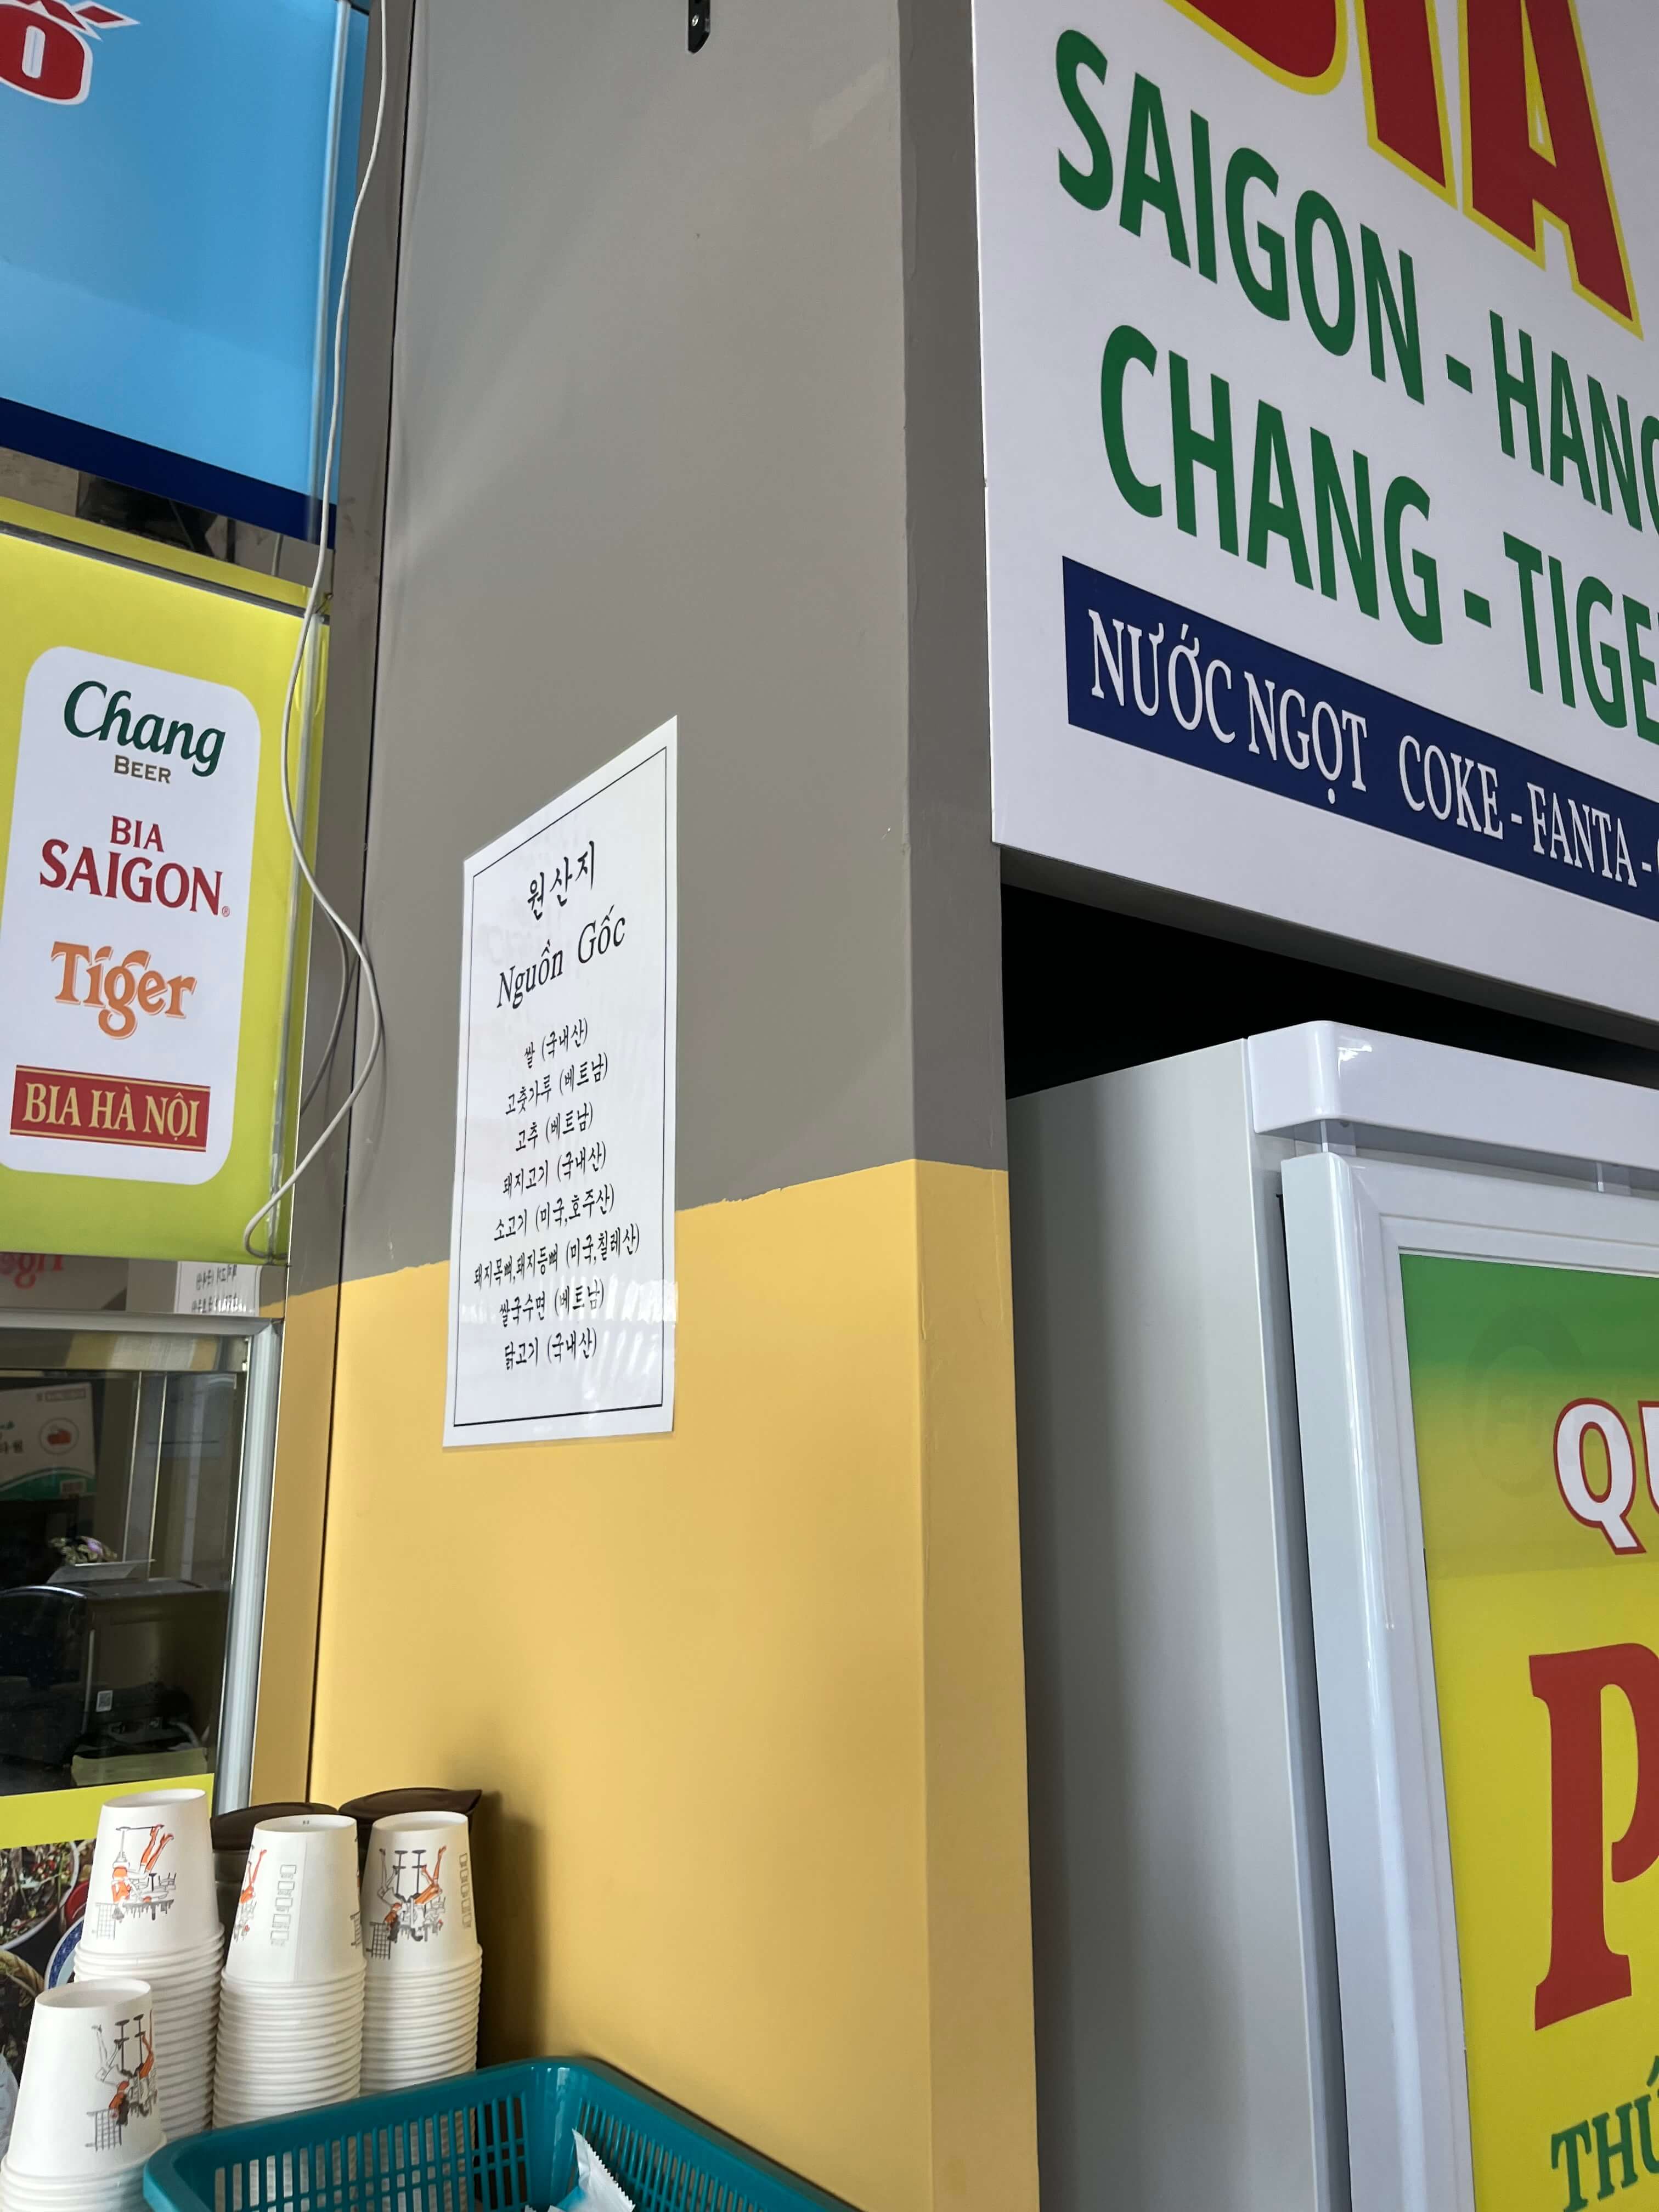 Chang
BEER
BIA
SAIGON
Tiger
BIA HÀ NỘI
원산지
Nguồn Gốc
쌀 (국내산)
고춧가루 (베트남)
고추 (베트남)
돼지고기 (국내산)
소고기 (미국,호주산)
돼지목뼈,돼지등뼈 (미국,칠레산)
쌀국수면 (베트남)
닭고기 (국내산)
BIA
SAIGON - HANO
CHANG - TIGE
NƯỚC NGỌT COKE - FANTA -
QU
P
THÚ